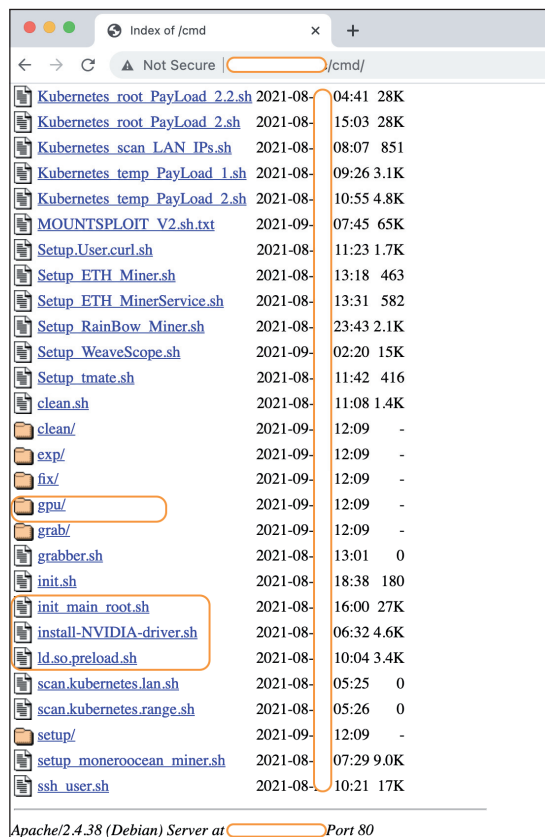 Index of /cmd
Not Secure | /cmd/
Kubernetes_root_PayLoad_2.2.sh 2021-08- 04:41 28K
Kubernetes_root_PayLoad_2.sh 2021-08- 15:03 28K
Kubernetes_scan_LAN_IPs.sh 2021-08- 08:07 851
Kubernetes_temp_PayLoad_1.sh 2021-08- 09:26 3.1K
Kubernetes_temp_PayLoad_2.sh 2021-08- 10:55 4.8K
MOUNTSPLOIT_V2.sh.txt 2021-09- 07:45 65K
Setup.User.curl.sh 2021-08- 11:23 1.7K
Setup_ETH_Miner.sh 2021-08- 13:18 463
Setup_ETH_MinerService.sh 2021-08- 13:31 582
Setup_RainBow_Miner.sh 2021-08- 23:43 2.1K
Setup_WeaveScope.sh 2021-09- 02:20 15K
Setup_tmate.sh 2021-08- 11:42 416
clean.sh 2021-08- 11:08 1.4K
clean/ 2021-09- 12:09 -
exp/ 2021-09- 12:09 -
fix/ 2021-09- 12:09 -
gpu/ 2021-09- 12:09 -
grab/ 2021-09- 12:09 -
grabber.sh 2021-08- 13:01 0
init.sh 2021-08- 18:38 180
init_main_root.sh 2021-08- 16:00 27K
install-NVIDIA-driver.sh 2021-08- 06:32 4.6K
ld.so.preload.sh 2021-08- 10:04 3.4K
scan.kubernetes.lan.sh 2021-08- 05:25 0
scan.kubernetes.range.sh 2021-08- 05:26 0
setup/ 2021-09- 12:09 -
setup_moneroocean_miner.sh 2021-08- 07:29 9.0K
ssh_user.sh 2021-08- 10:21 17K
Apache/2.4.38 (Debian) Server at Port 80